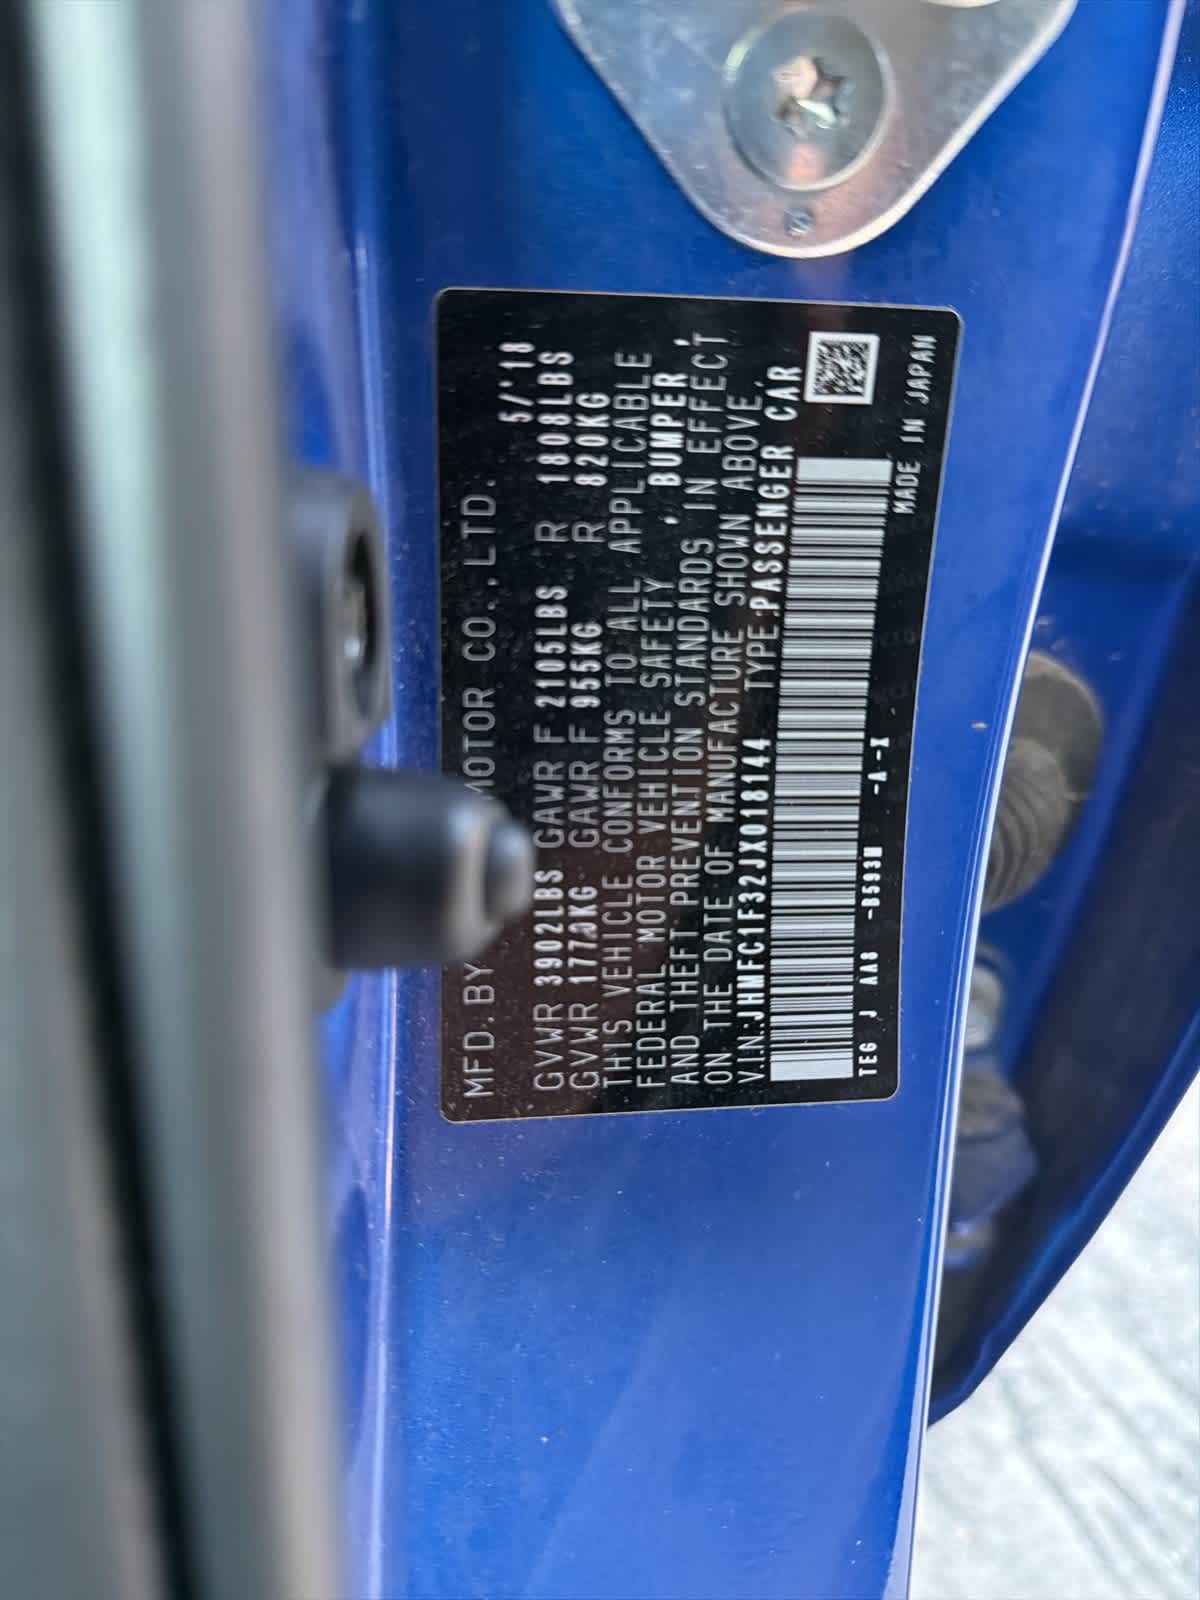 MFD. BY MOTOR CO., LTD. 5/'18
GVWR 3902LBS GAWR F 2105LBS R 1808LBS
GVWR 1770KG GAWR F 955KG R 820KG
THIS VEHICLE CONFORMS TO ALL APPLICABLE
FEDERAL MOTOR VEHICLE SAFETY, 'BUMPER',
AND THEFT PREVENTION STANDARDS IN EFFECT
ON THE DATE OF MANUFACTURE SHOWN ABOVE.
V.I.N.:JHMFC1F32JX018144 TYPE:PASSENGER CAR
TEG J AA8 -B593M -A -X MADE IN JAPAN